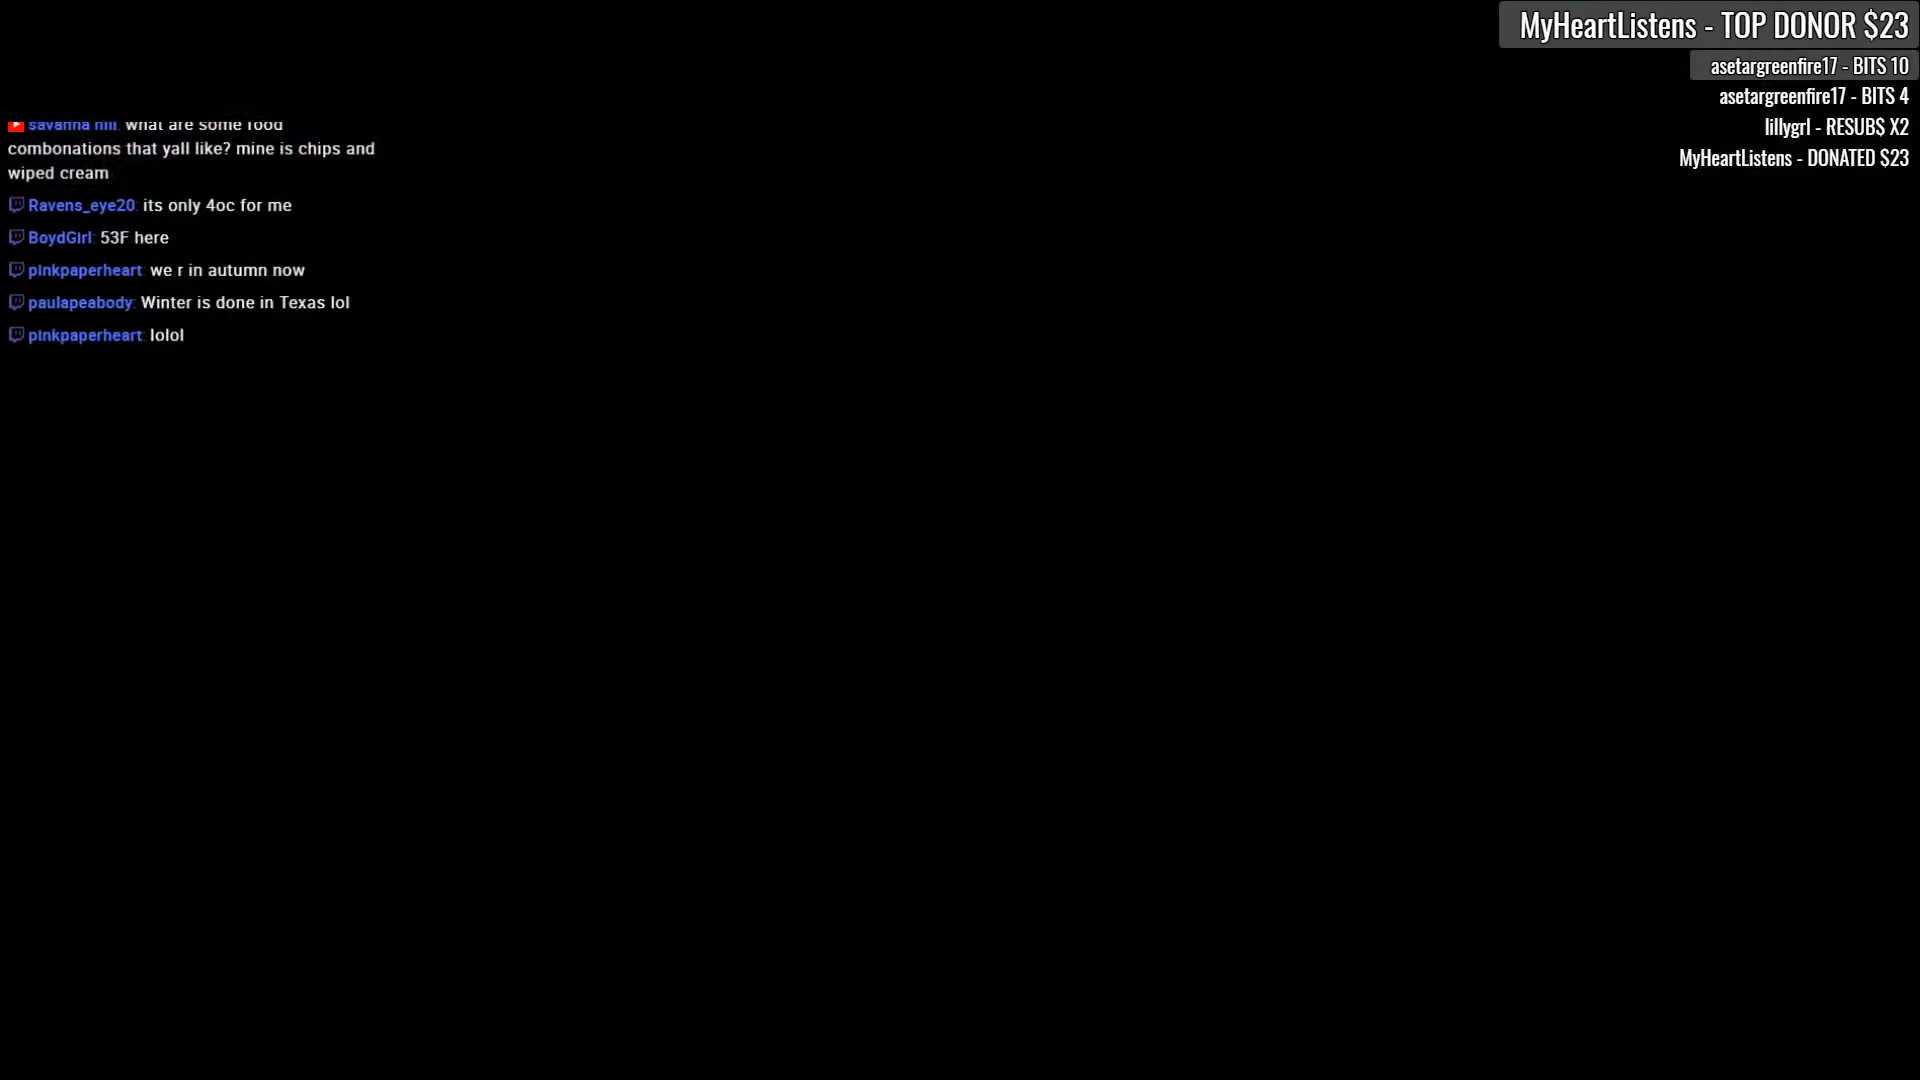 MyHeartListens - TOP DONOR $23
asetargreenfire17 - BITS 10
asetargreenfire17 - BITS 4
lillygrl - RESUBS X2
MyHeartListens - DONATED $23
savanna hill: what are some food
combonations that yall like? mine is chips and
wiped cream
Ravens_eye20: its only 4oc for me
BoydGirl: 53F here
pinkpaperheart: we r in autumn now
paulapeabody: Winter is done in Texas lol
pinkpaperheart: lolol